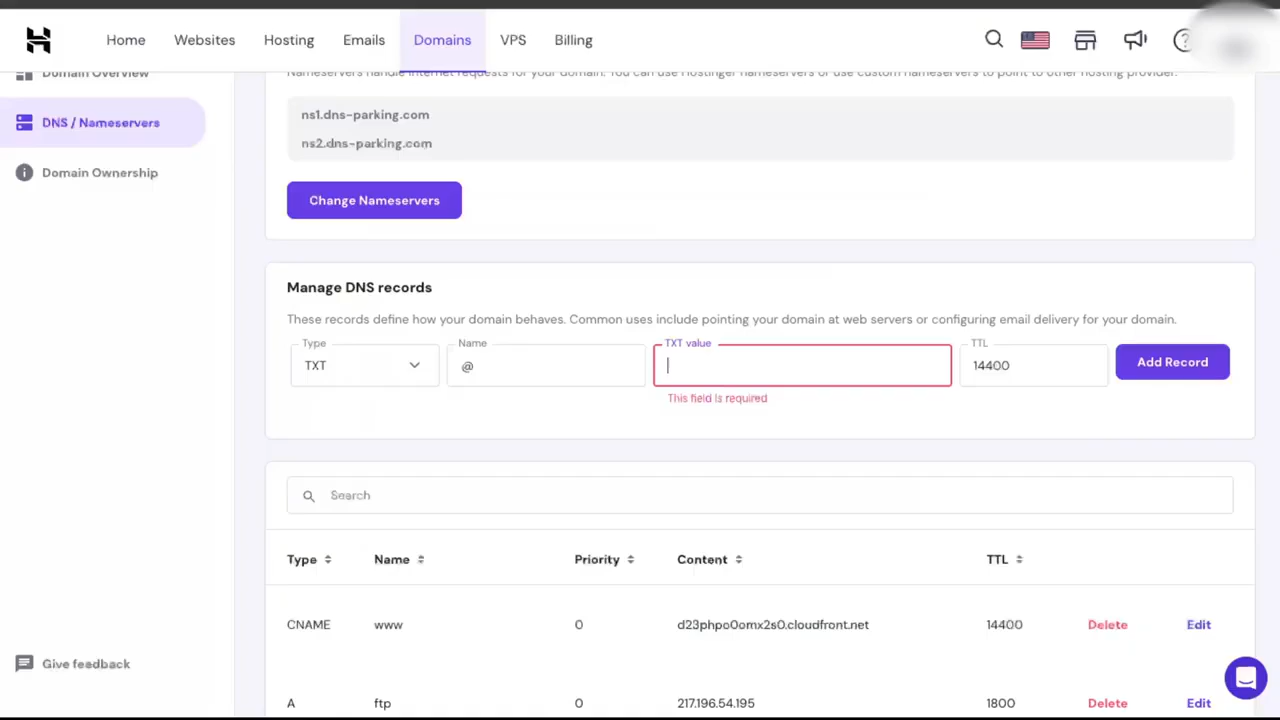 Home Websites Hosting Emails Domains VPS Billing
Domain Overview
Nameservers handle internet requests for your domain. You can use Hostinger nameservers or use custom nameservers to point to other hosting provider.
DNS / Nameservers
ns1.dns-parking.com
ns2.dns-parking.com
Domain Ownership
Change Nameservers
Manage DNS records
These records define how your domain behaves. Common uses include pointing your domain at web servers or configuring email delivery for your domain.
Type Name TXT value TTL
TXT @ 14400 Add Record
This field is required
Search
Type Name Priority Content TTL
CNAME www 0 d23phpo0omx2s0.cloudfront.net 14400 Delete Edit
Give feedback
A ftp 0 217.196.54.195 1800 Delete Edit